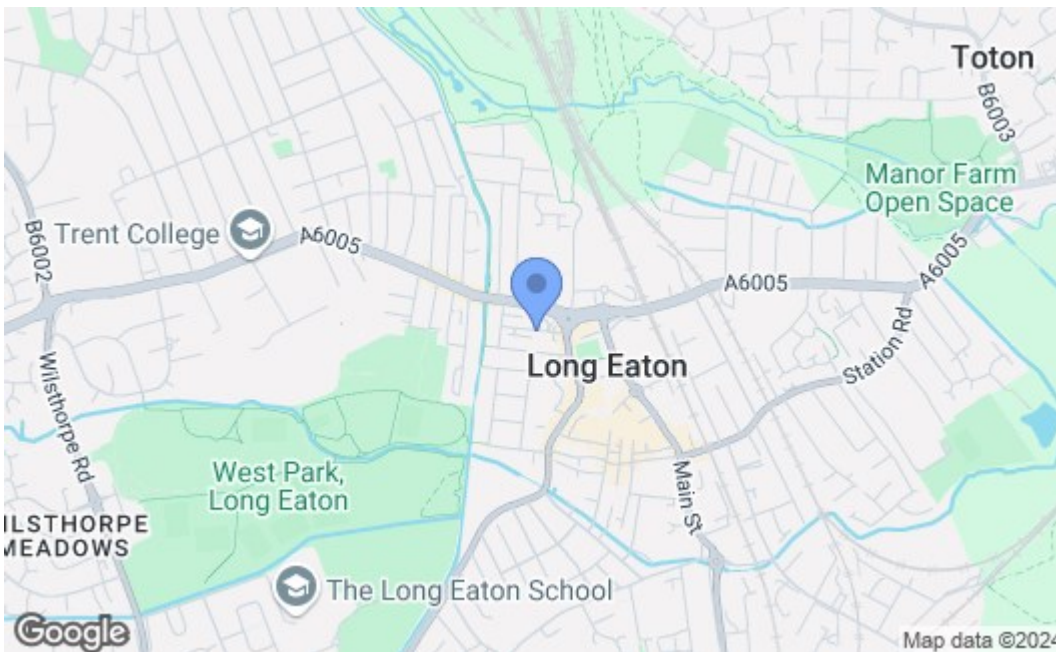 Toton
B6003
Manor Farm
Open Space
B6002
Trent College
A6005
A6005
A6005
Long Eaton
Station Rd
Wilsthorpe Rd
West Park,
Long Eaton
Main St
ILSTHORPE
MEADOWS
The Long Eaton School
Google
Map data ©2024